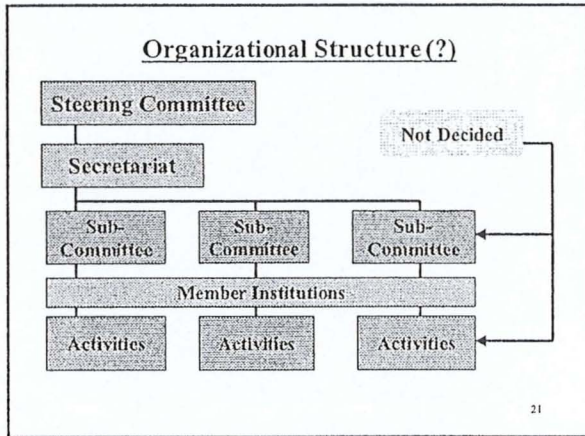 Organizational Structure (?)
Steering Committee
Not Decided
Secretariat
Sub-
Committee
Sub-
Committee
Sub-
Committee
Member Institutions
Activities
Activities
Activities
21